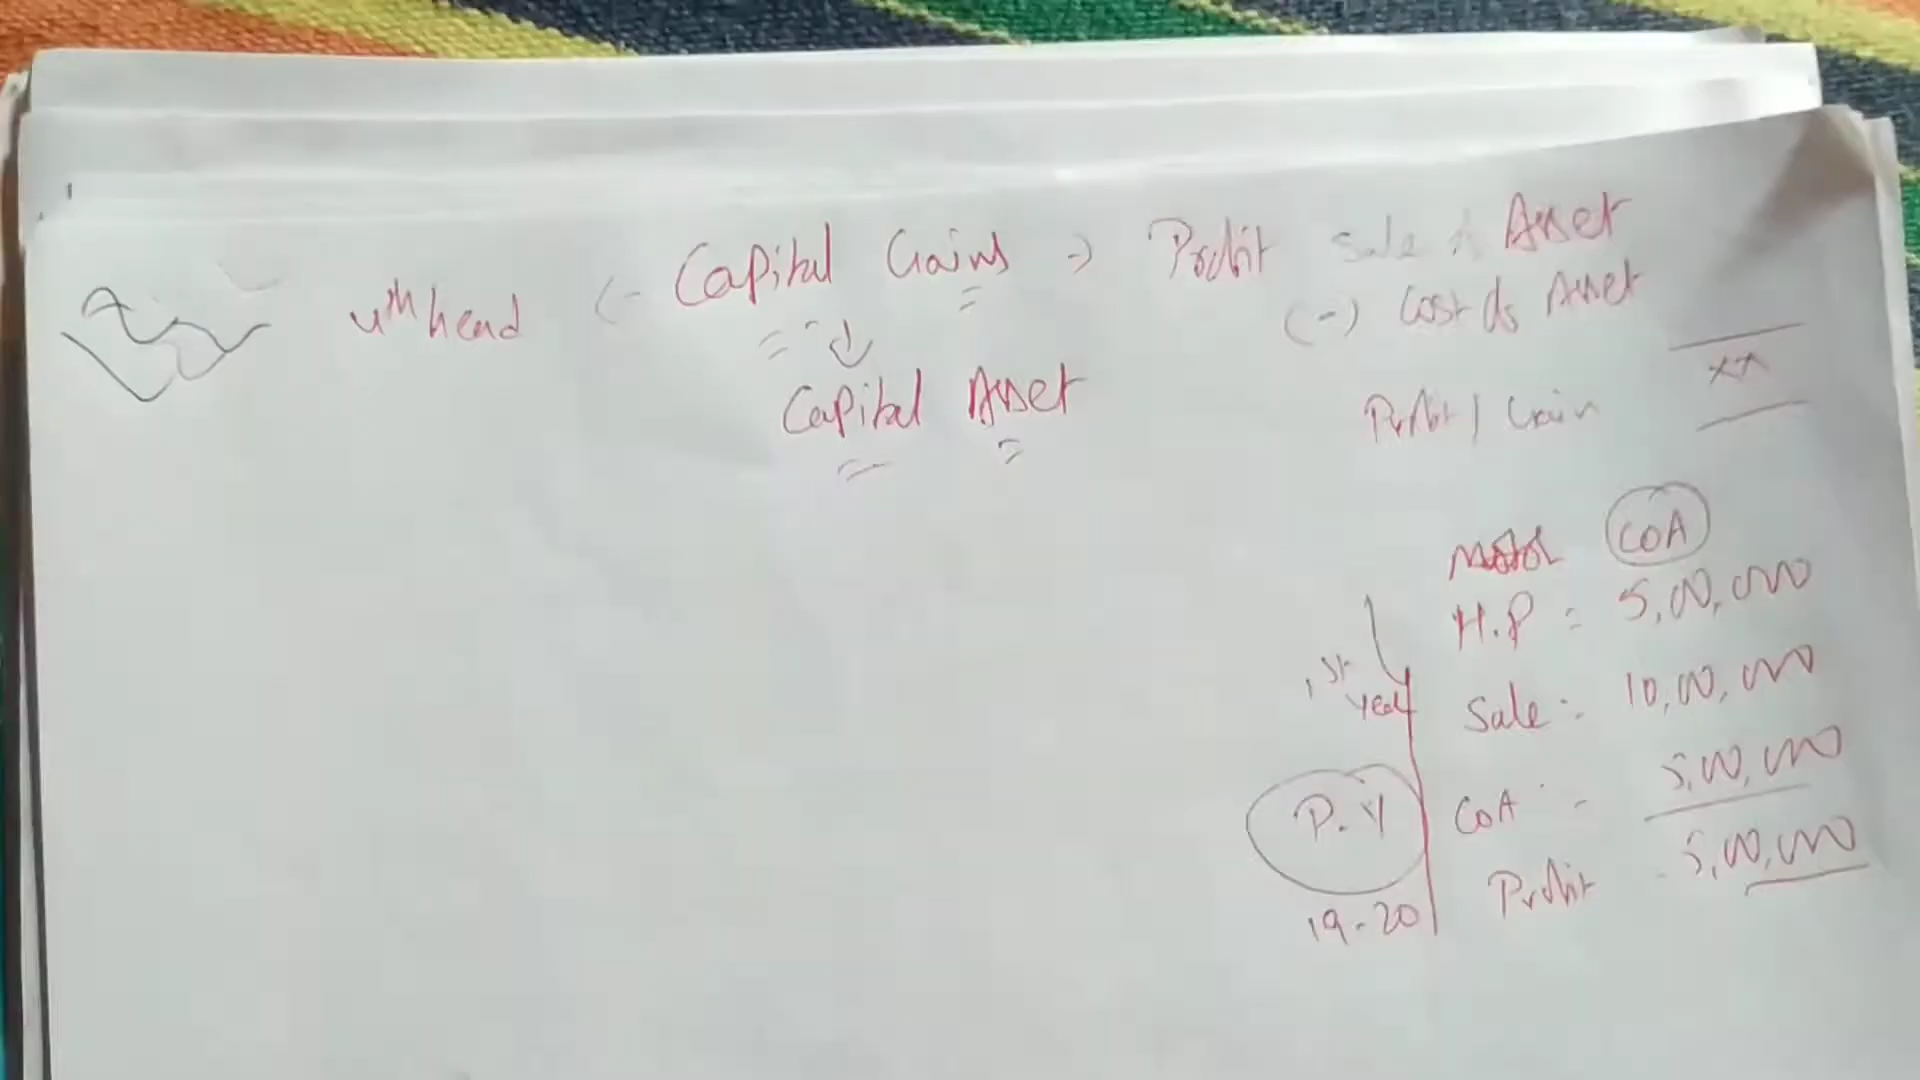 4th head <- Capital Gains => Profit Sale of Asset
(-) Cost of Asset
Capital Asset
xx
Profit / Gain
COA
H.P = 5,00,000
1st year
Sale :- 10,00,000
5,00,000
P.Y COA -
Profit - 5,00,000
19-20